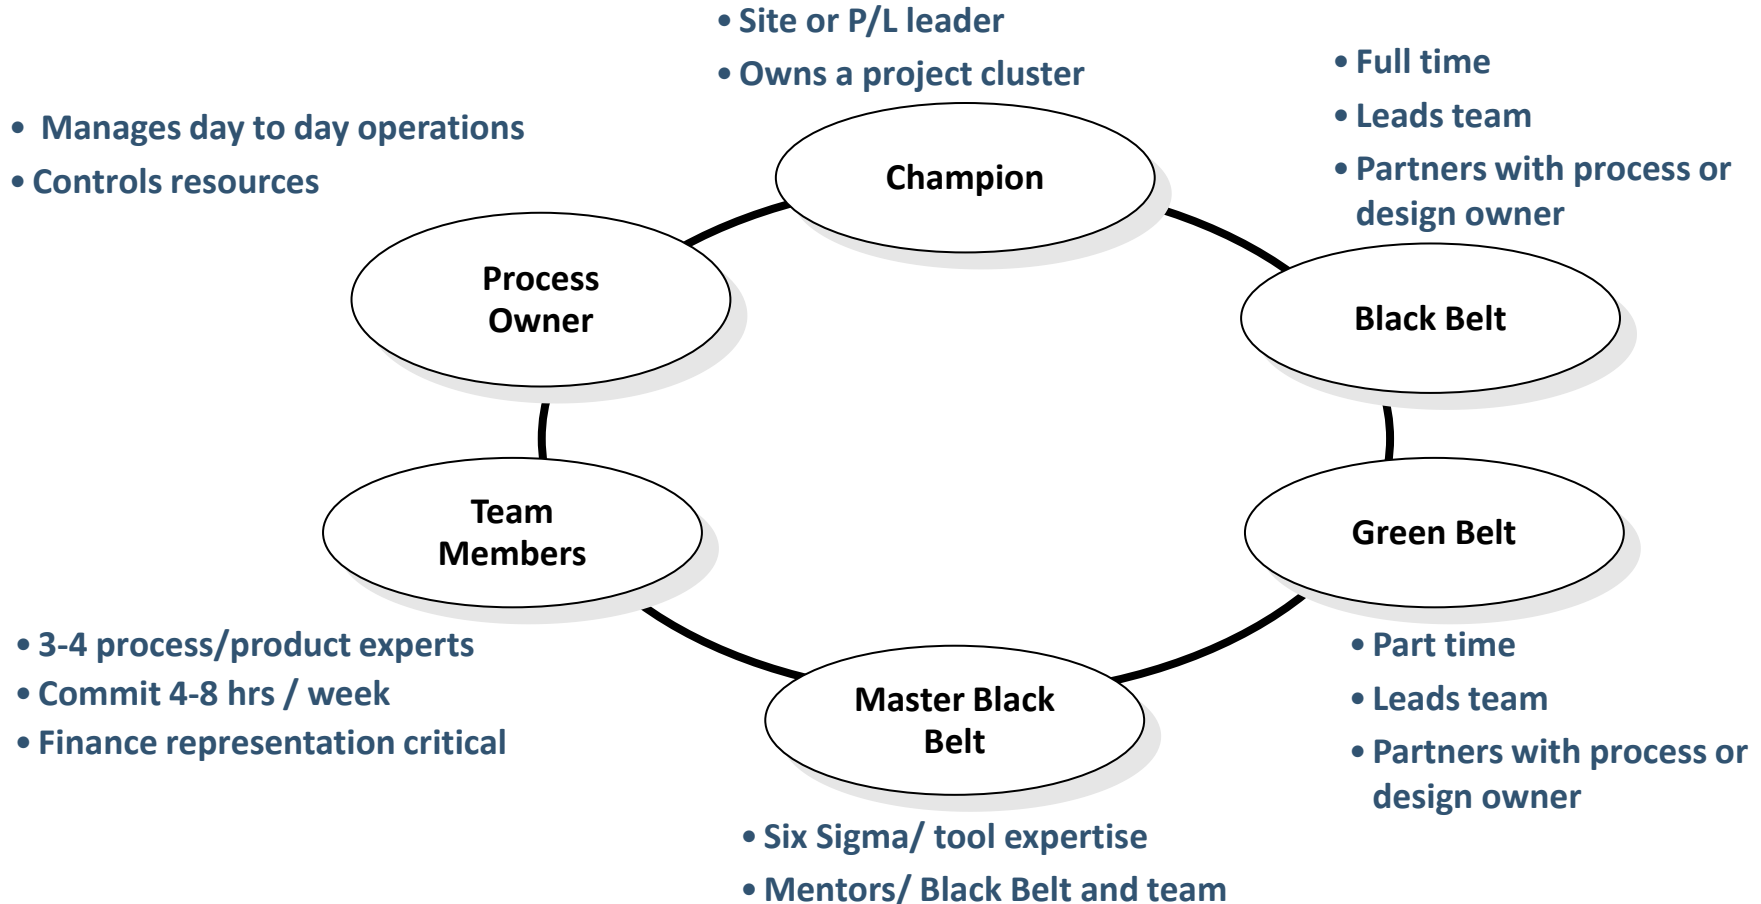 • Site or P/L leader
• Owns a project cluster
• Full time
• Leads team
• Partners with process or
design owner
• Manages day to day operations
• Controls resources
Champion
Process
Owner
Black Belt
Team
Members
Green Belt
• 3-4 process/product experts
• Commit 4-8 hrs / week
• Finance representation critical
Master Black
Belt
• Part time
• Leads team
• Partners with process or
design owner
• Six Sigma/ tool expertise
• Mentors/ Black Belt and team